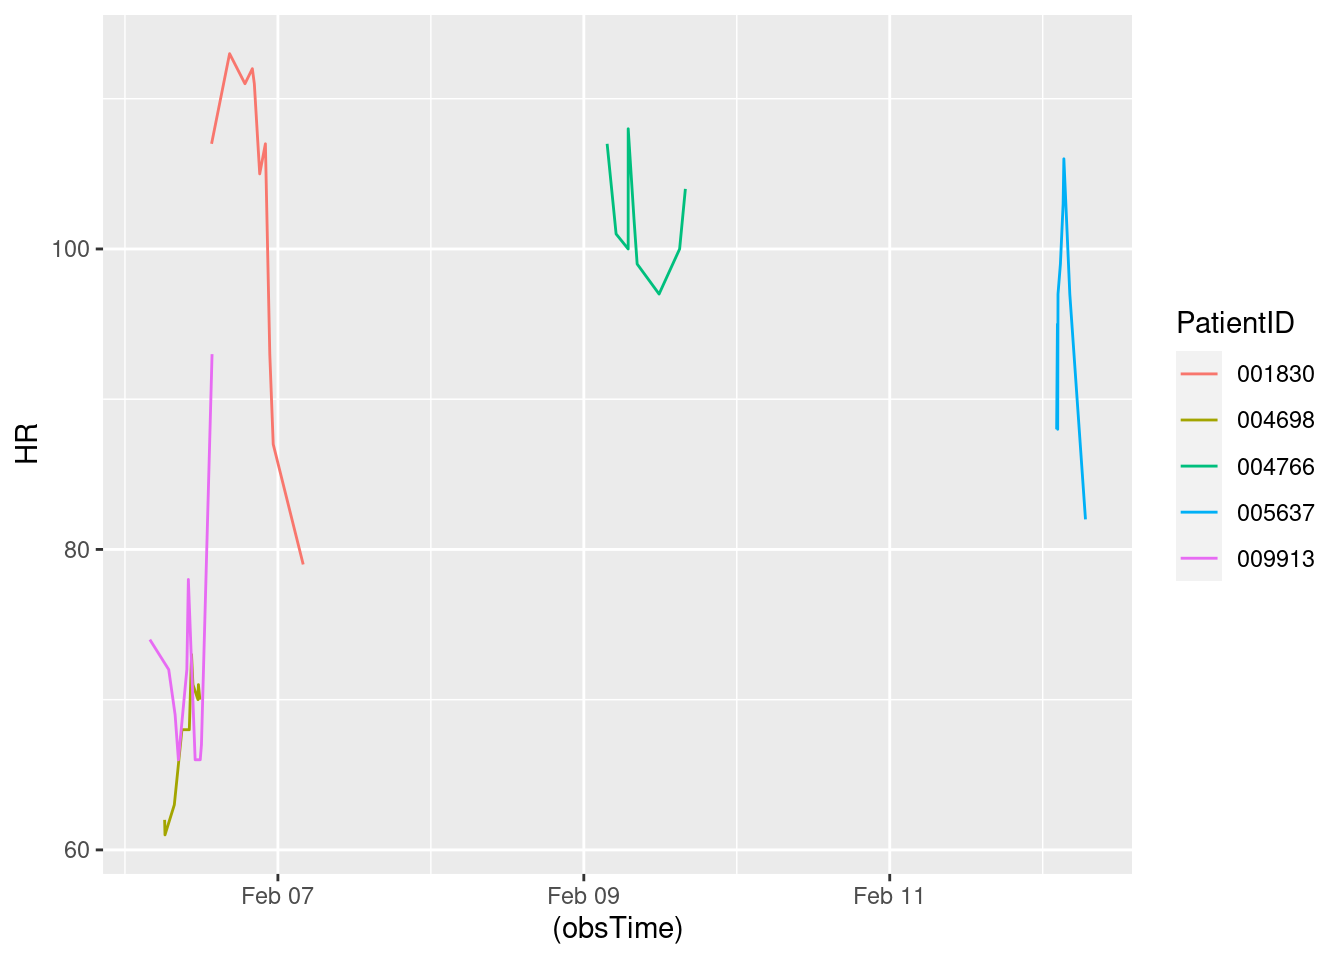 HR
100
80
60
Feb 07
Feb 09
Feb 11
(obsTime)
PatientID
001830
004698
004766
005637
009913